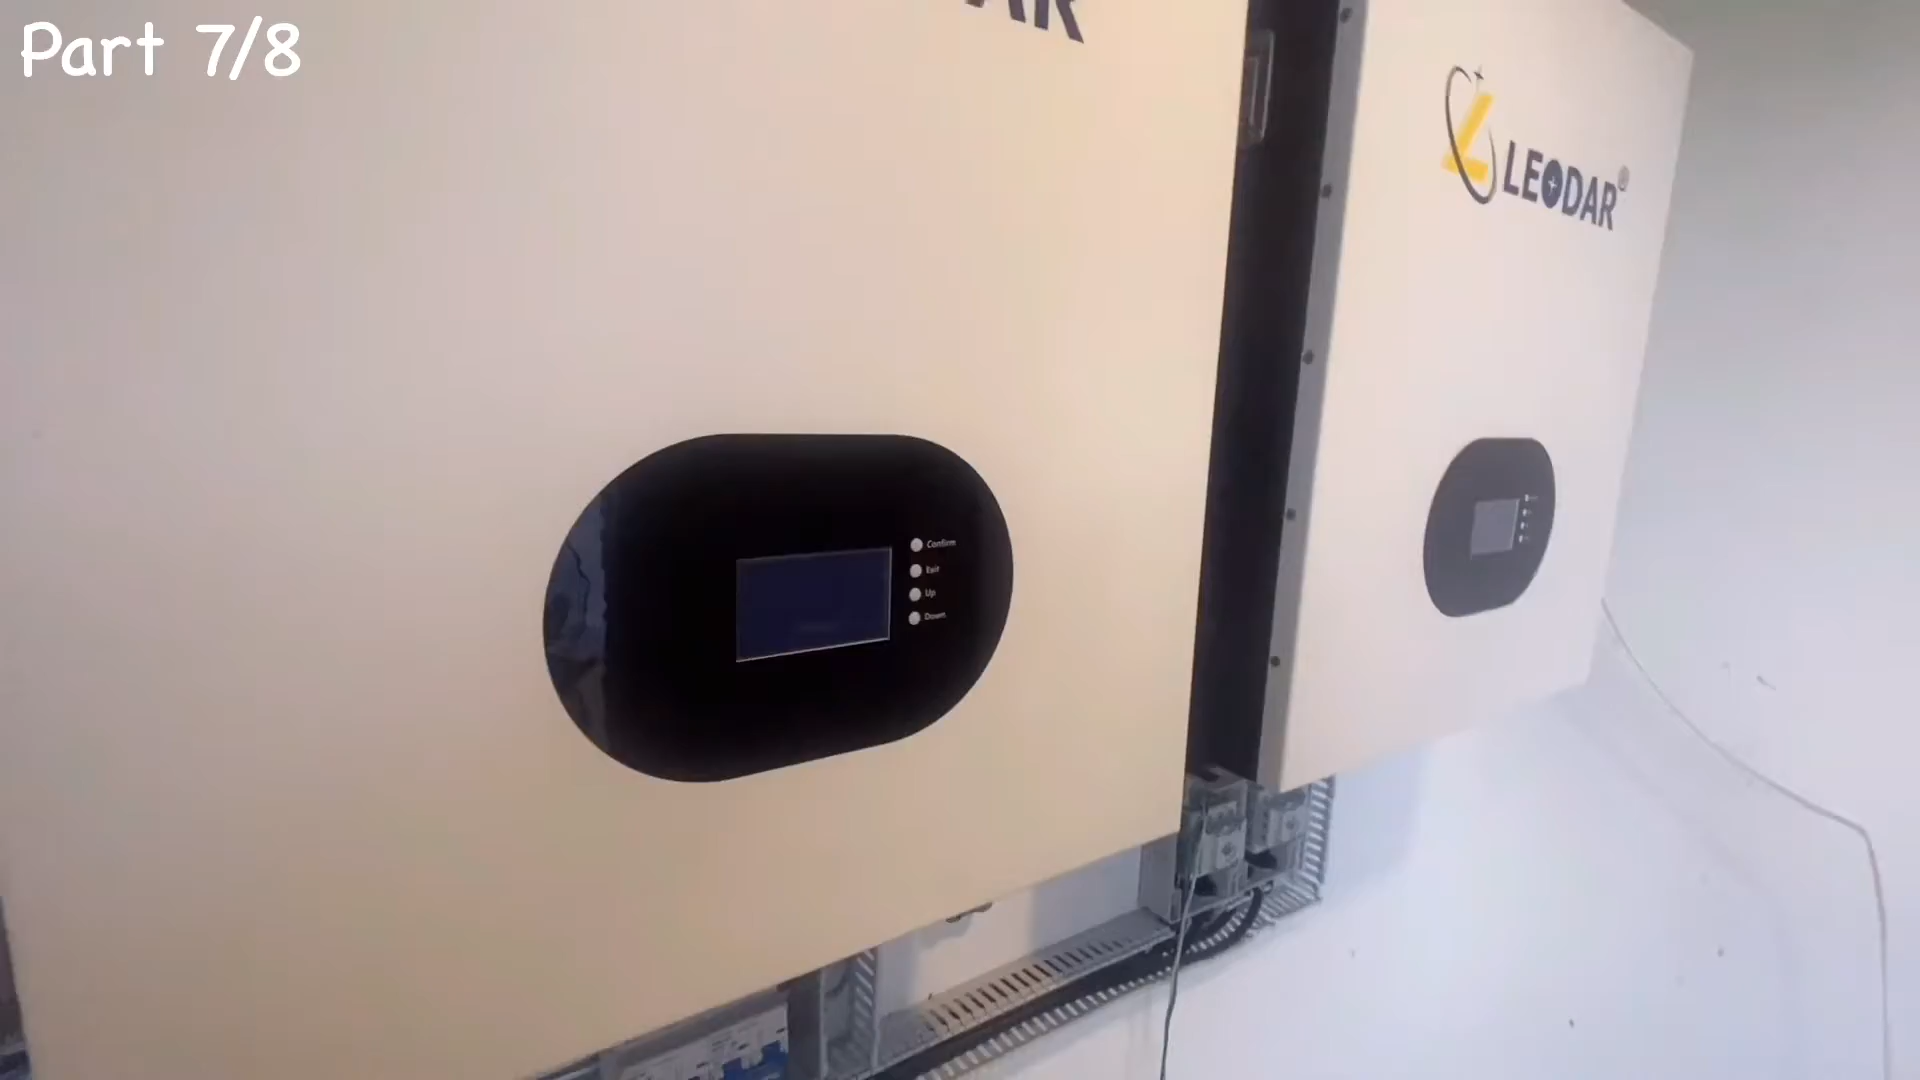 Part 7/8
AR
LEODAR®
Confirm
Exit
Up
Down